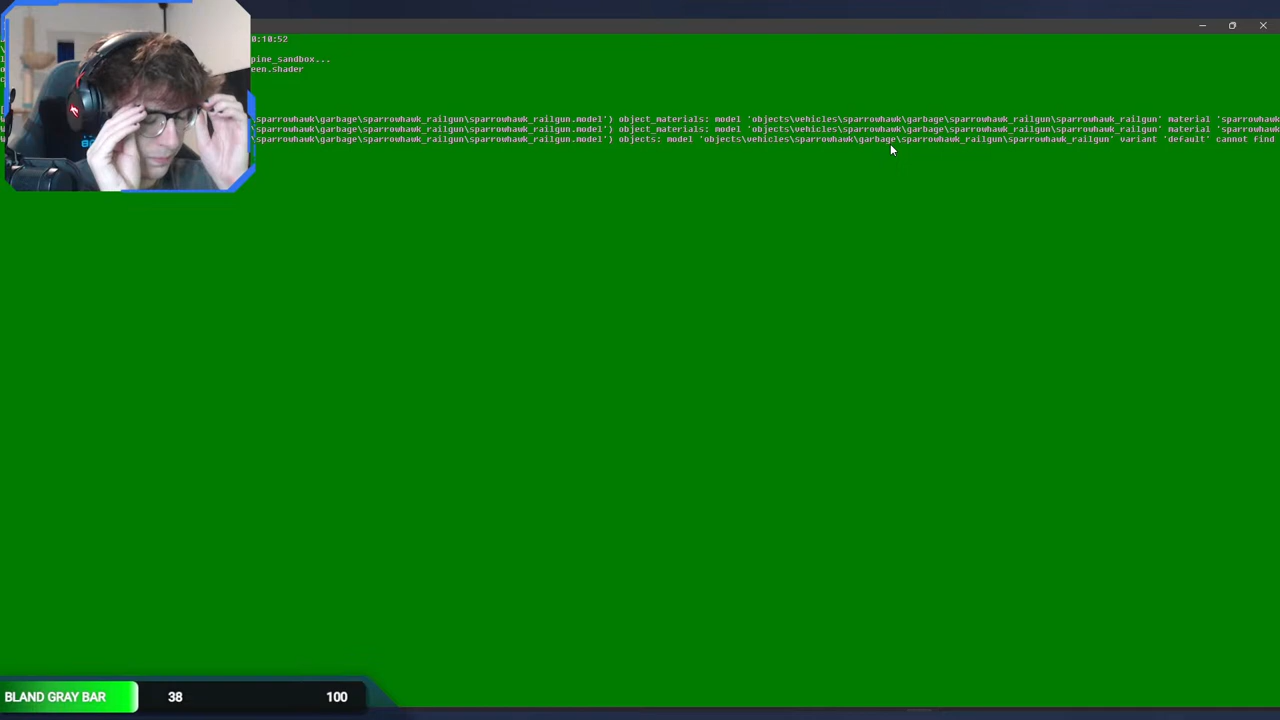 0:10:52
pine_sandbox...
een.shader
\sparrowhawk\garbage\sparrowhawk_railgun\sparrowhawk_railgun.model') object_materials: model 'objects\vehicles\sparrowhawk\garbage\sparrowhawk_railgun\sparrowhawk_railgun' material 'sparrowhawk
\sparrowhawk\garbage\sparrowhawk_railgun\sparrowhawk_railgun.model') object_materials: model 'objects\vehicles\sparrowhawk\garbage\sparrowhawk_railgun\sparrowhawk_railgun' material 'sparrowhawk
\sparrowhawk\garbage\sparrowhawk_railgun\sparrowhawk_railgun.model') objects: model 'objects\vehicles\sparrowhawk\garbage\sparrowhawk_railgun\sparrowhawk_railgun' variant 'default' cannot find
BLAND GRAY BAR 38 100